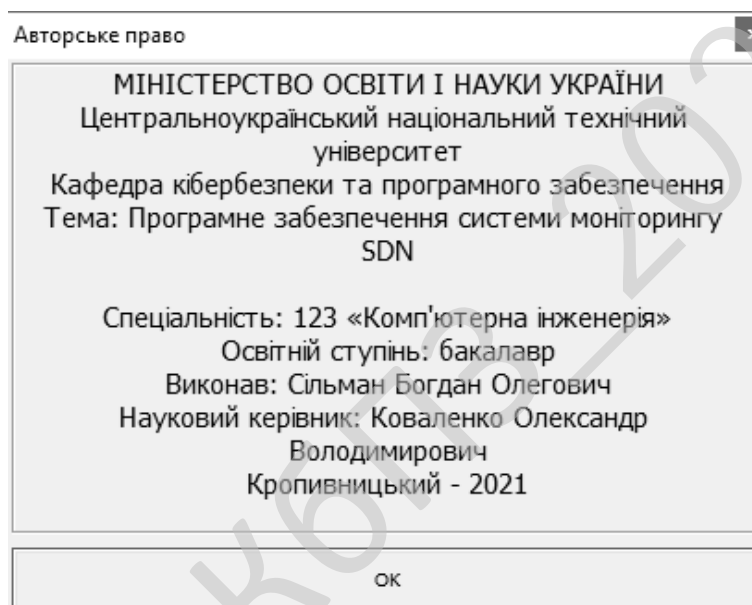 Авторське право
МІНІСТЕРСТВО ОСВІТИ І НАУКИ УКРАЇНИ
Центральноукраїнський національний технічний
університет
Кафедра кібербезпеки та програмного забезпечення
Тема: Програмне забезпечення системи моніторингу
SDN
Спеціальність: 123 «Комп'ютерна інженерія»
Освітній ступінь: бакалавр
Виконав: Сільман Богдан Олегович
Науковий керівник: Коваленко Олександр
Володимирович
Кропивницький - 2021
ОК